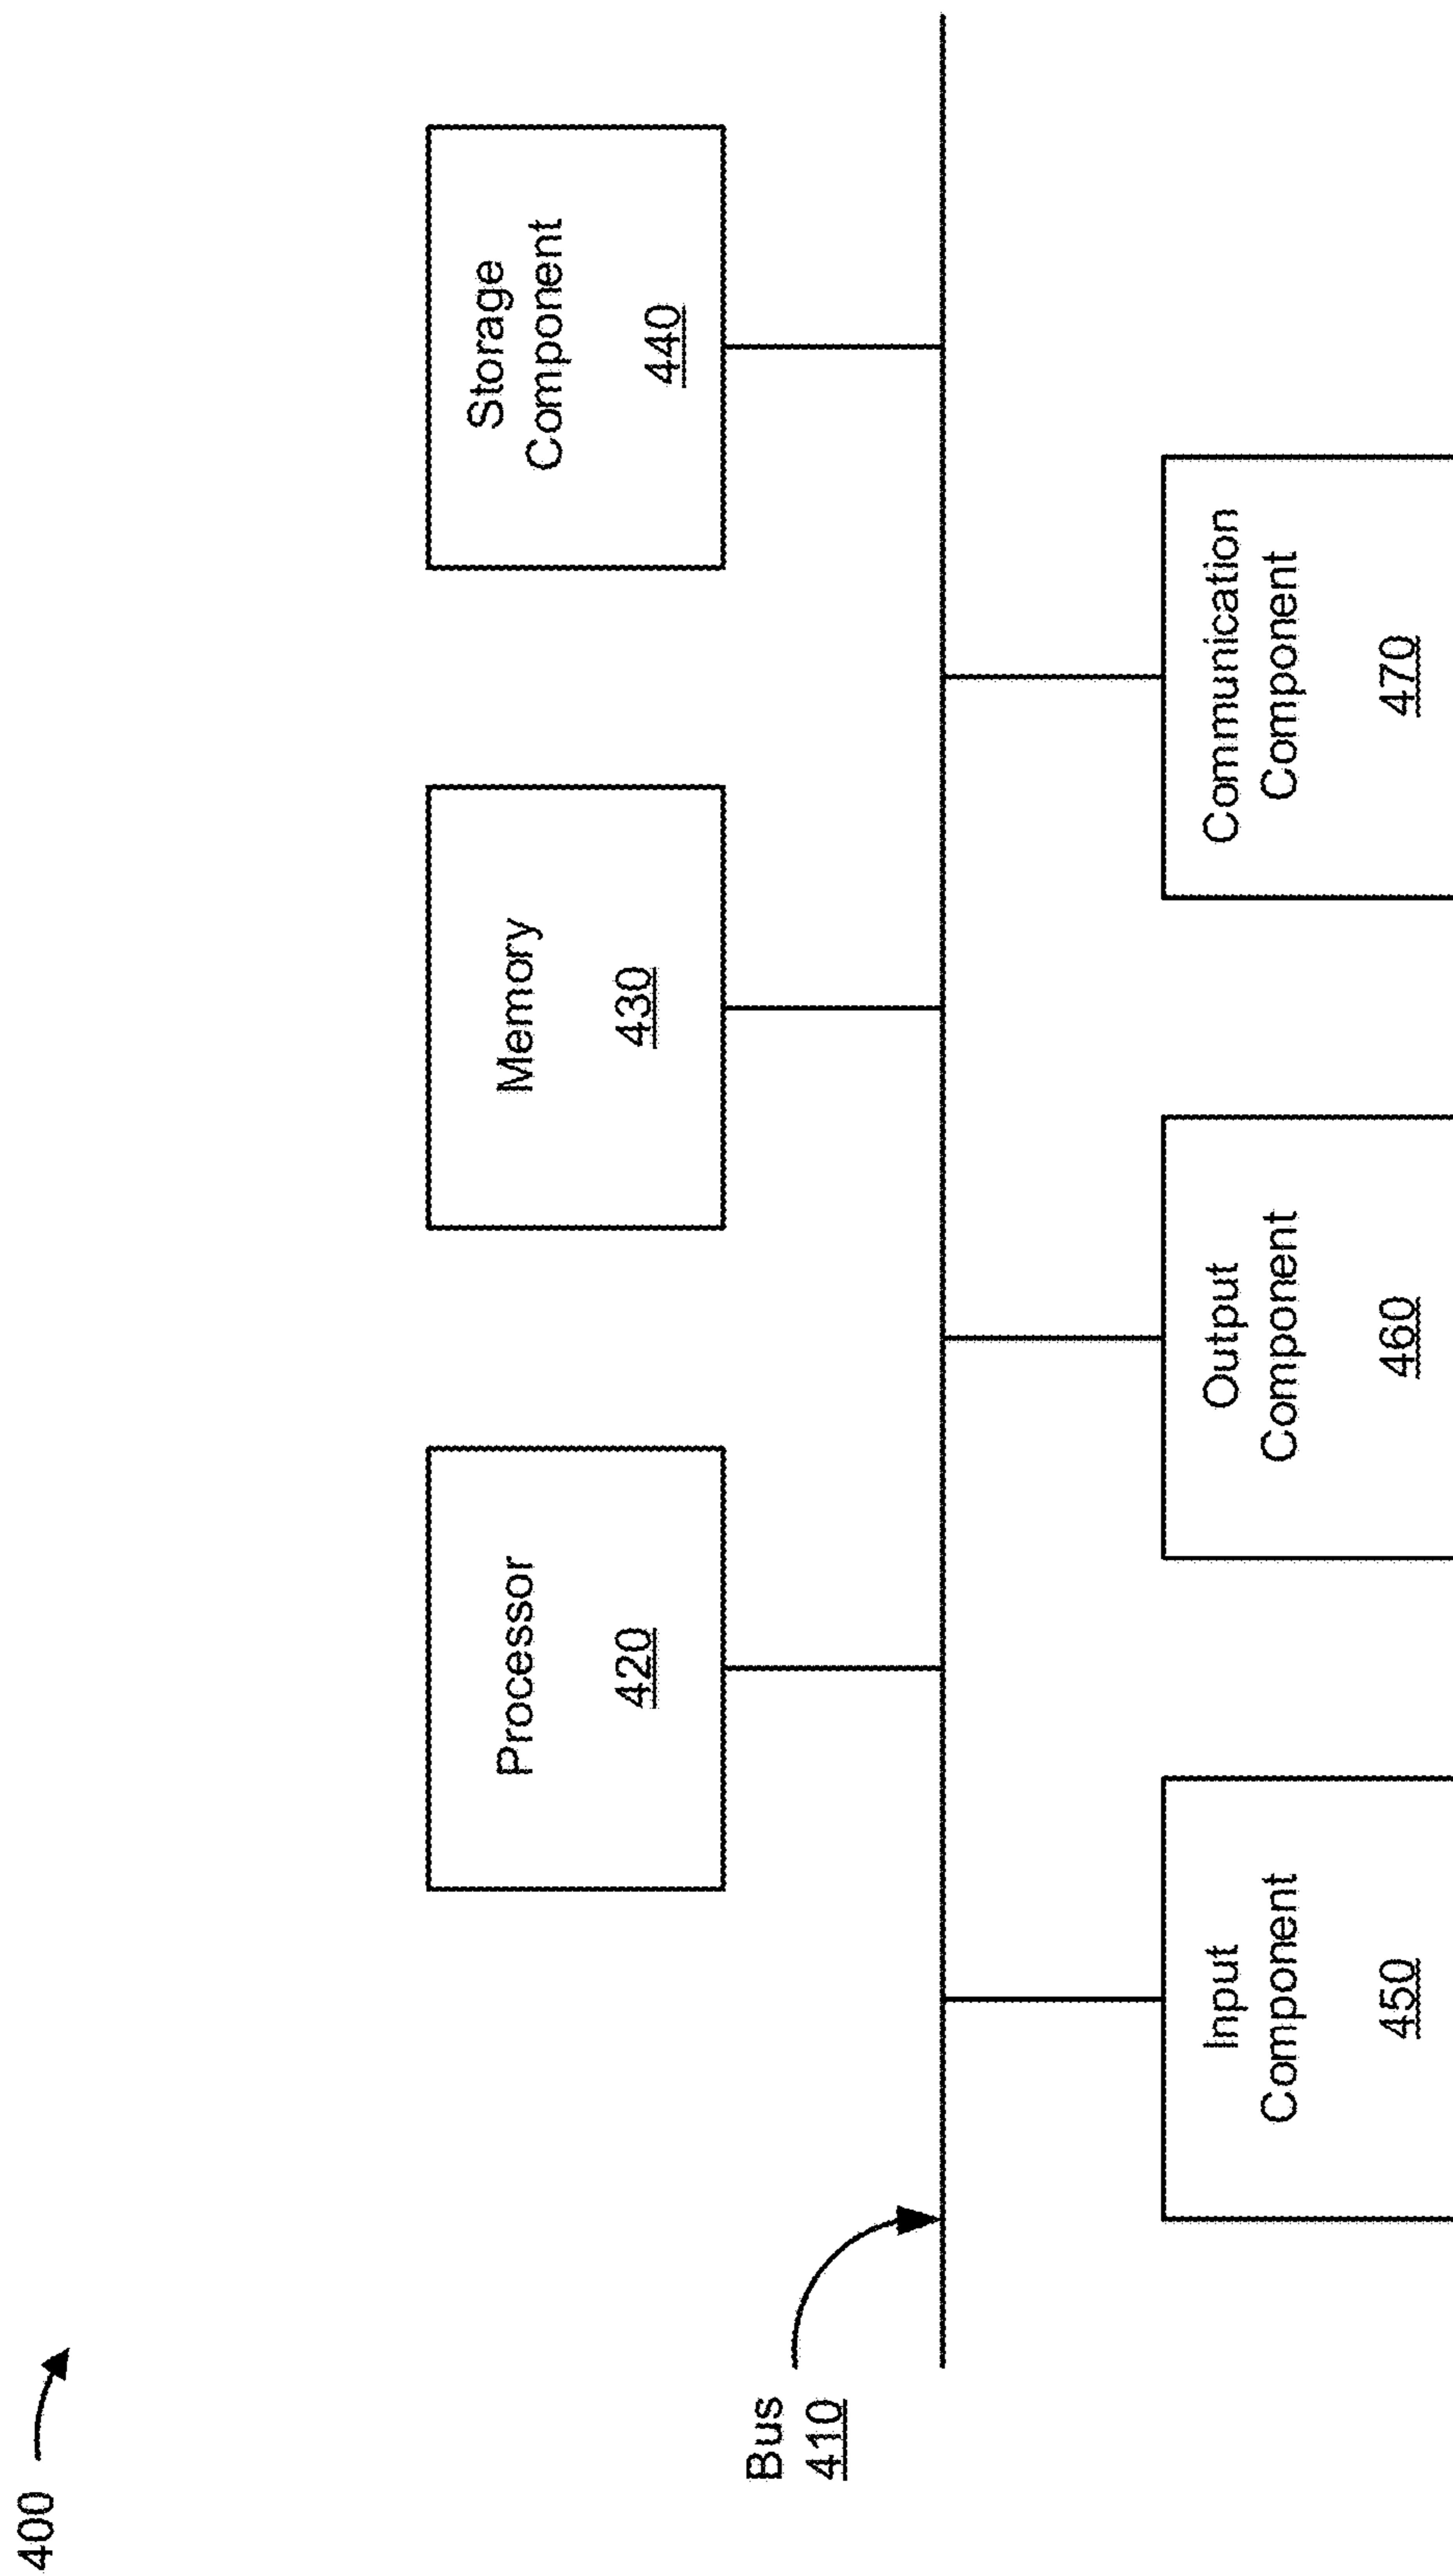 400
Processor
420
Memory
430
Storage
Component
440
Bus
410
Input
Component
450
Output
Component
460
Communication
Component
470